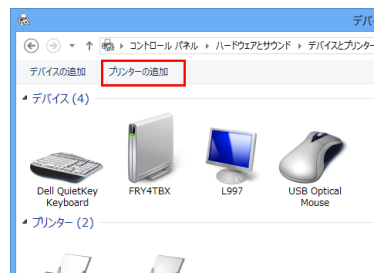 デバ
コントロール パネル ▸ ハードウェアとサウンド ▸ デバイスとプリンター
デバイスの追加 プリンターの追加
デバイス (4)
Dell QuietKey Keyboard
FRY4TBX
L997
USB Optical Mouse
プリンター (2)